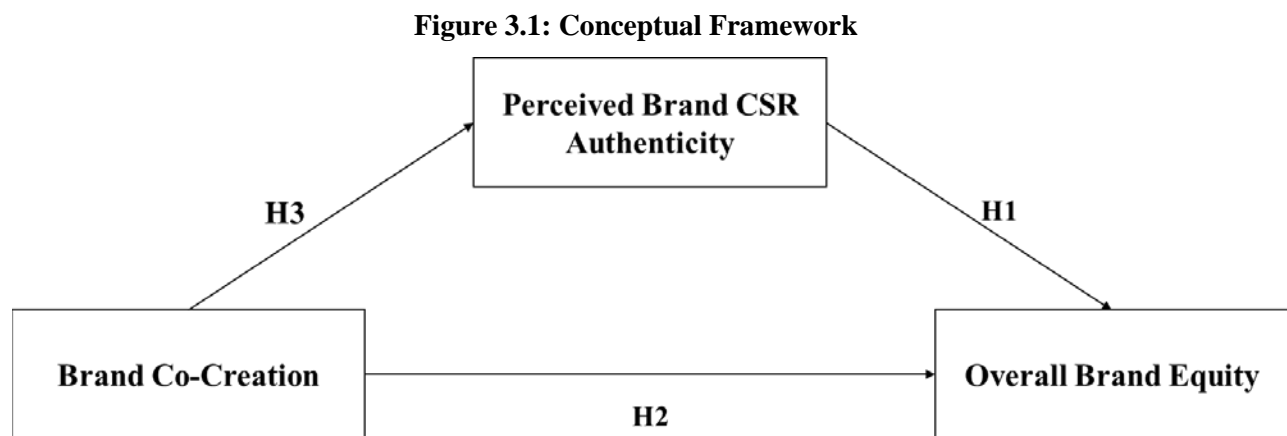 Figure 3.1: Conceptual Framework
Perceived Brand CSR
Authenticity
H3
H1
Brand Co-Creation
Overall Brand Equity
H2